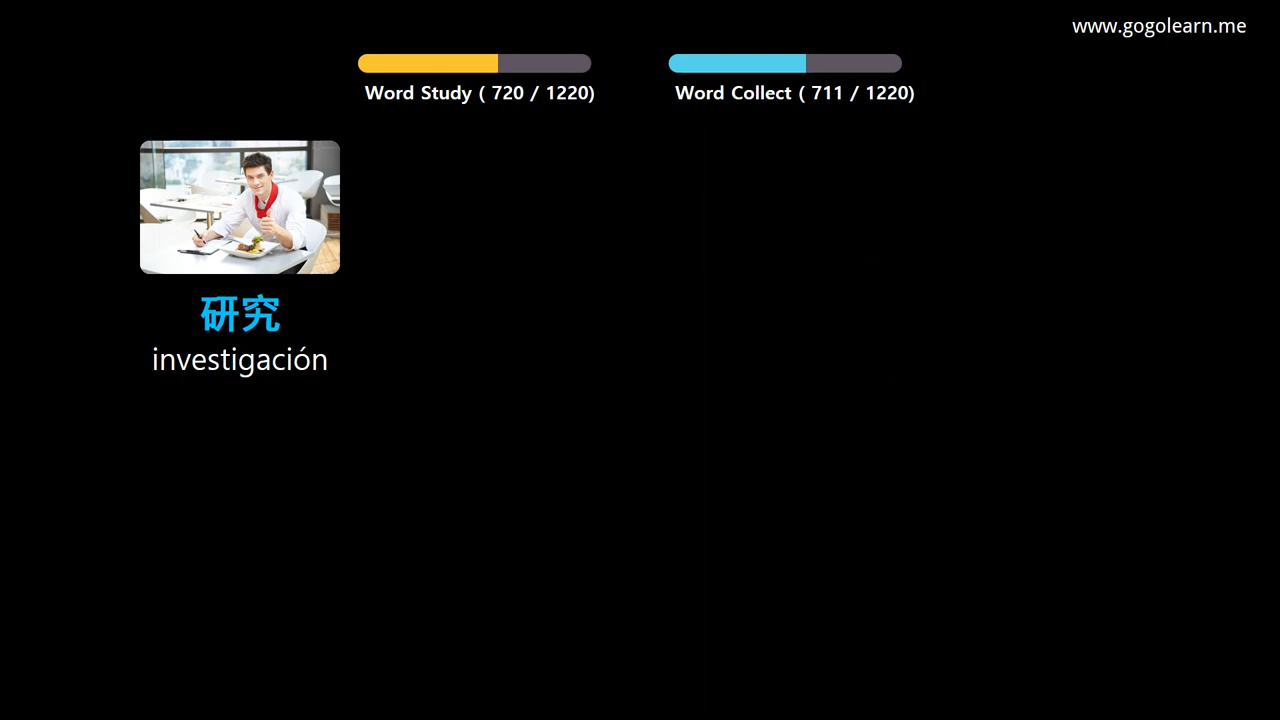 www.gogolearn.me
Word Study ( 720 / 1220)
Word Collect ( 711 / 1220)
研究
investigación